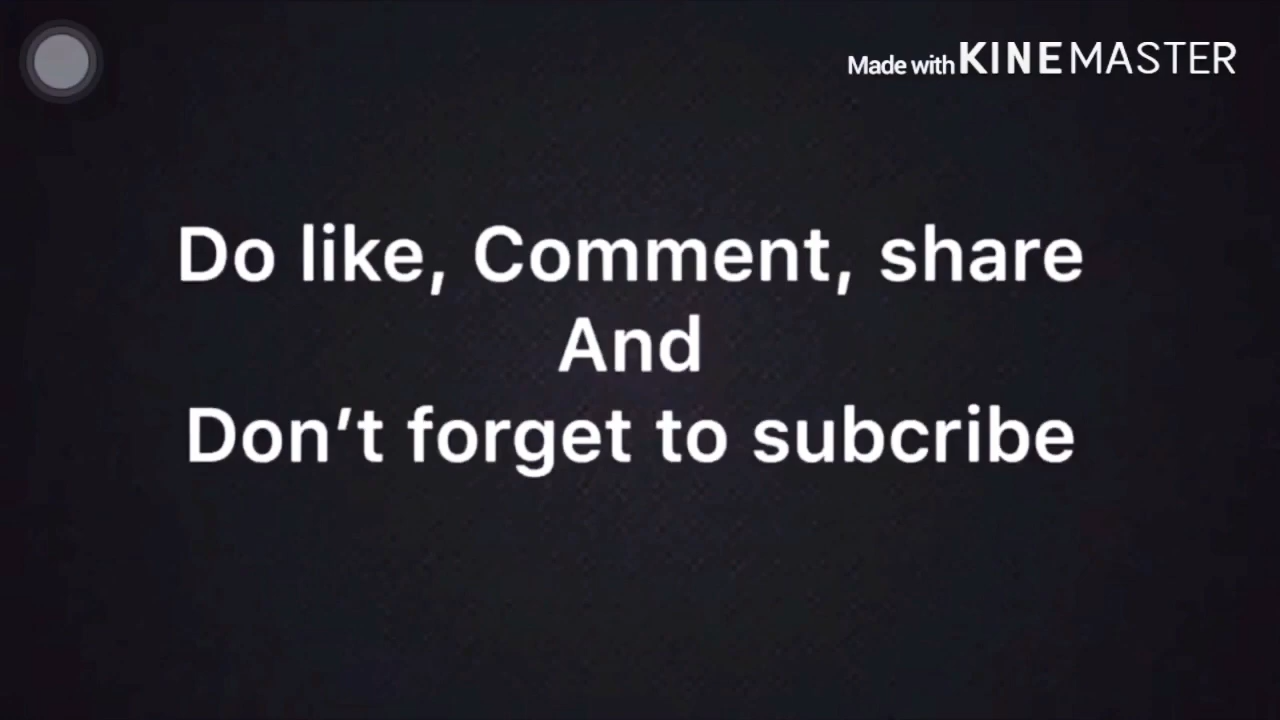 Made with KINEMASTER
Do like, Comment, share
And
Don’t forget to subcribe